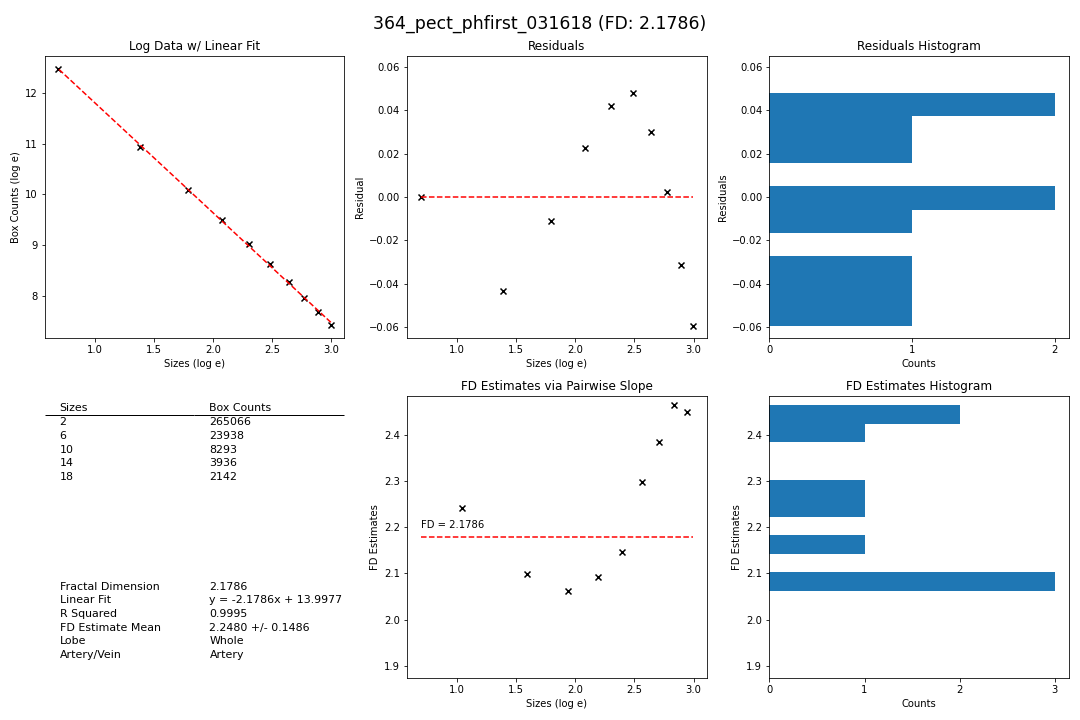 364_pect_phfirst_031618 (FD: 2.1786)
Log Data w/ Linear Fit
Box Counts (log e)
12
11
10
9
8
1.0 1.5 2.0 2.5 3.0
Sizes (log e)
Residuals
Residual
0.06
0.04
0.02
0.00
−0.02
−0.04
−0.06
1.0 1.5 2.0 2.5 3.0
Sizes (log e)
Residuals Histogram
Residuals
0.06
0.04
0.02
0.00
−0.02
−0.04
−0.06
0 1 2
Counts
Sizes Box Counts
2 265066
6 23938
10 8293
14 3936
18 2142
Fractal Dimension 2.1786
Linear Fit y = -2.1786x + 13.9977
R Squared 0.9995
FD Estimate Mean 2.2480 +/- 0.1486
Lobe Whole
Artery/Vein Artery
FD Estimates via Pairwise Slope
FD Estimates
2.4
2.3
2.2
2.1
2.0
1.9
FD = 2.1786
1.0 1.5 2.0 2.5 3.0
Sizes (log e)
FD Estimates Histogram
FD Estimates
2.4
2.3
2.2
2.1
2.0
1.9
0 1 2 3
Counts